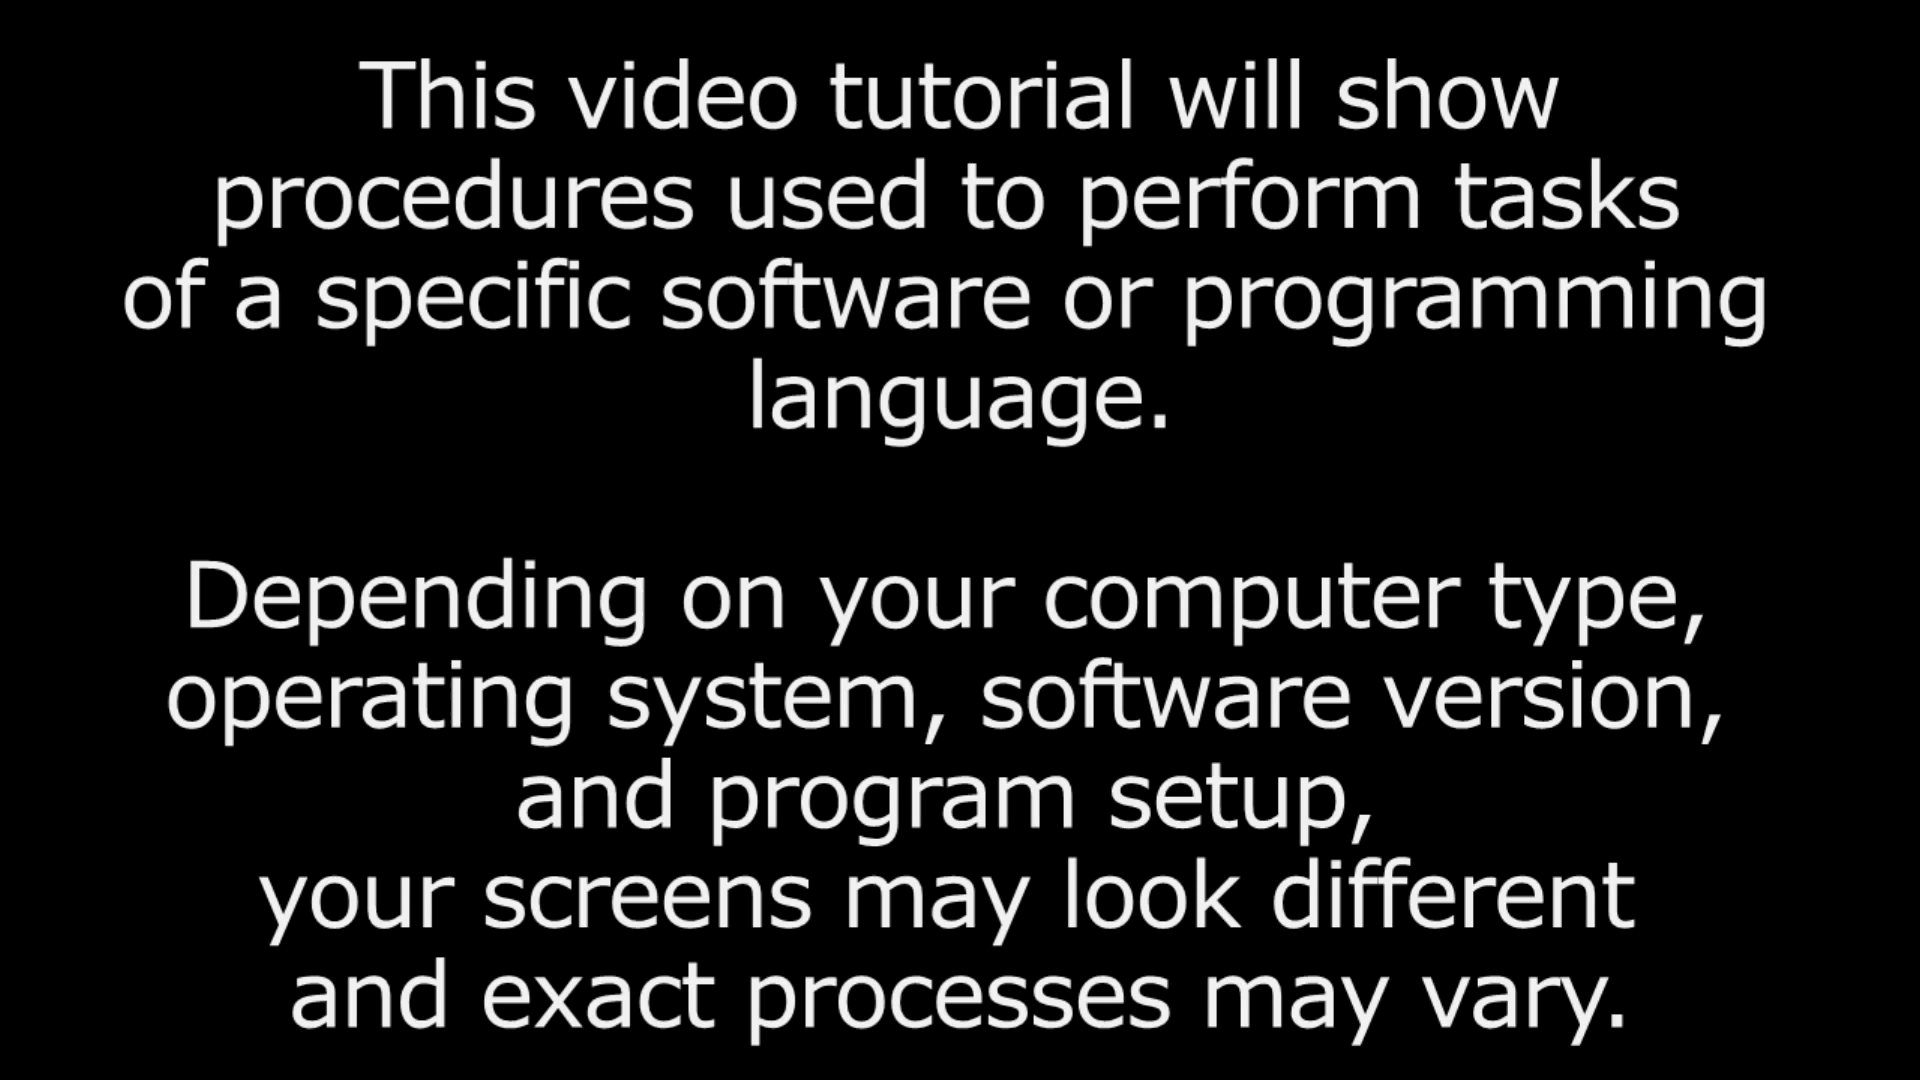 This video tutorial will show
procedures used to perform tasks
of a specific software or programming
language.
Depending on your computer type,
operating system, software version,
and program setup,
your screens may look different
and exact processes may vary.